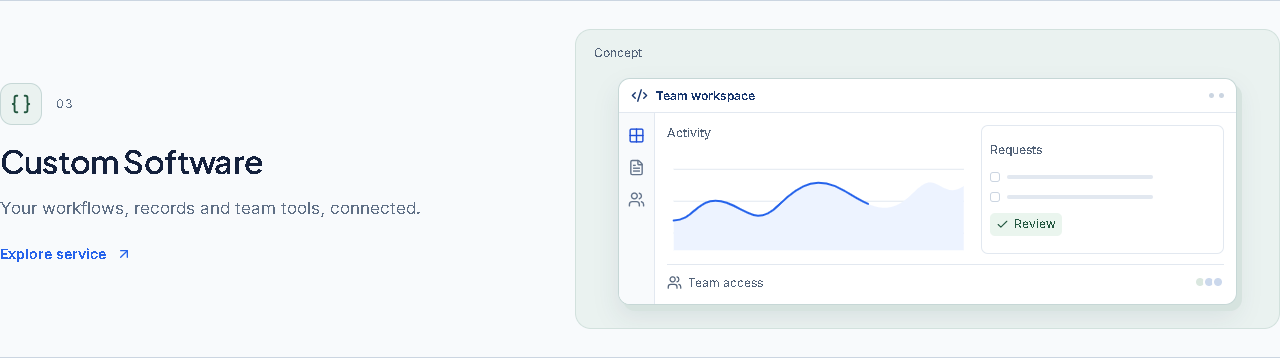 03
Custom Software
Your workflows, records and team tools, connected.
Explore service
Concept
Team workspace
Activity
Requests
Review
Team access